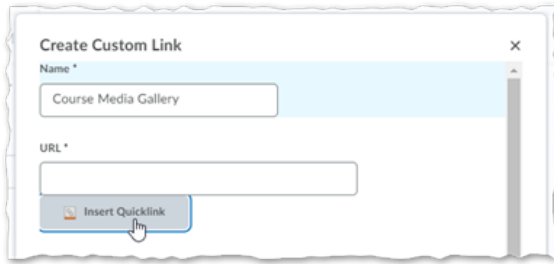 Create Custom Link
Name *
Course Media Gallery
URL *
Insert Quicklink